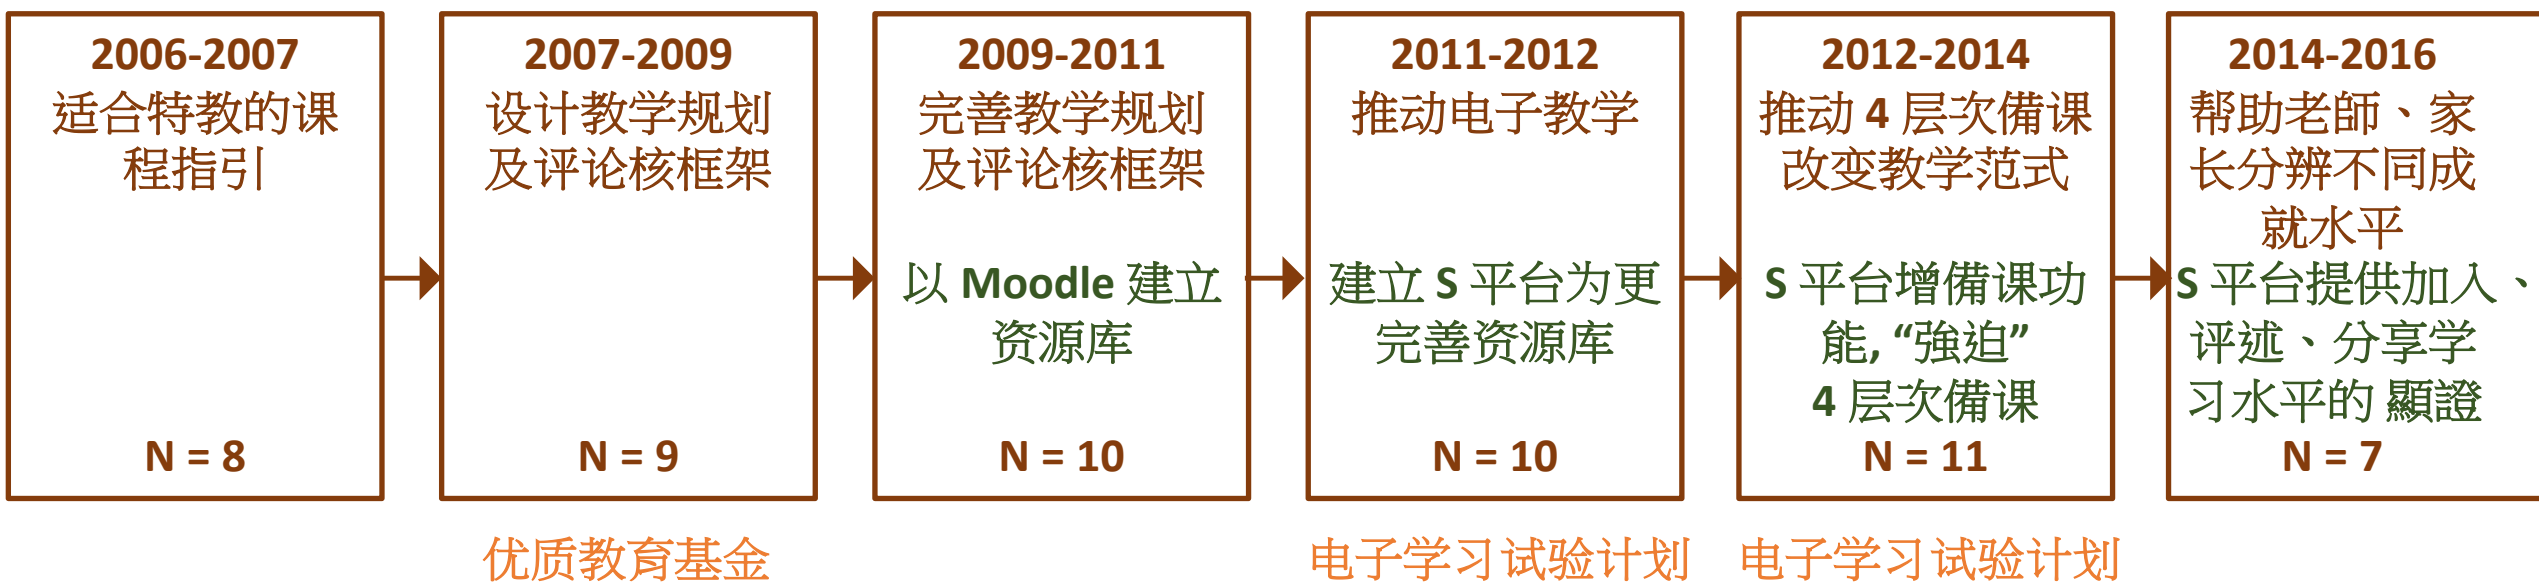 2006-2007
适合特教的课
程指引
N = 8
2007-2009
设计教学规划
及评论核框架
N = 9
2009-2011
完善教学规划
及评论核框架
以 Moodle 建立
资源库
N = 10
2011-2012
推动电子教学
建立 S 平台为更
完善资源库
N = 10
2012-2014
推动 4 层次備课
改变教学范式
S 平台增備课功
能, “強迫”
4 层次備课
N = 11
2014-2016
帮助老師、家
长分辨不同成
就水平
S 平台提供加入、
评述、分享学
习水平的 顯證
N = 7
优质教育基金
电子学习试验计划
电子学习试验计划